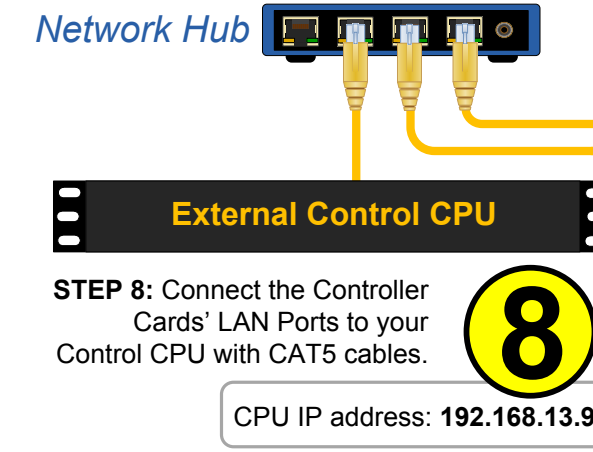 Network Hub
External Control CPU
STEP 8: Connect the Controller
Cards' LAN Ports to your
Control CPU with CAT5 cables.
8
CPU IP address: 192.168.13.9